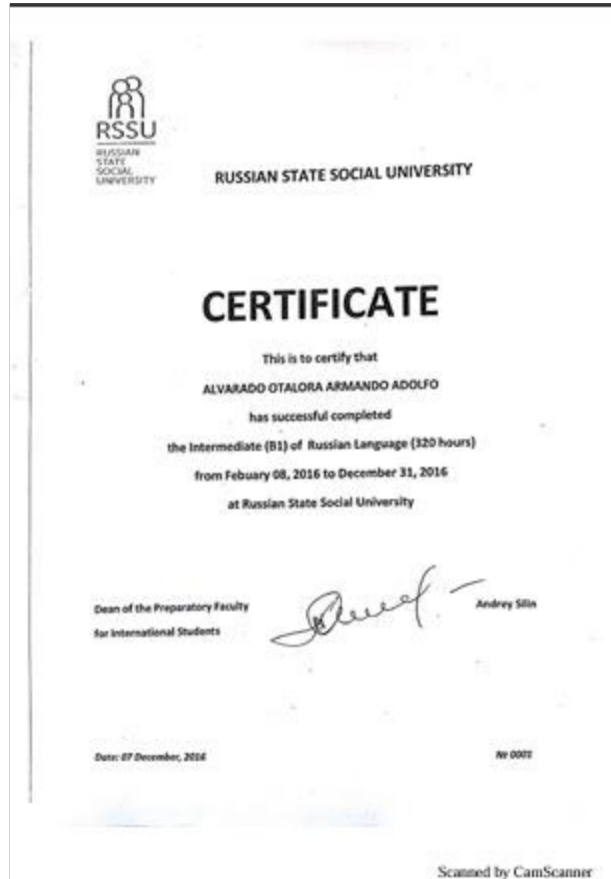 RSSU
RUSSIAN
STATE
SOCIAL
UNIVERSITY
RUSSIAN STATE SOCIAL UNIVERSITY
CERTIFICATE
This is to certify that
ALVARADO OTALORA ARMANDO ADOLFO
has successful completed
the Intermediate (B1) of Russian Language (320 hours)
from Febuary 08, 2016 to December 31, 2016
at Russian State Social University
Dean of the Preparatory Faculty
for International Students
Andrey Silin
Date: 07 December, 2016
№ 0001
Scanned by CamScanner